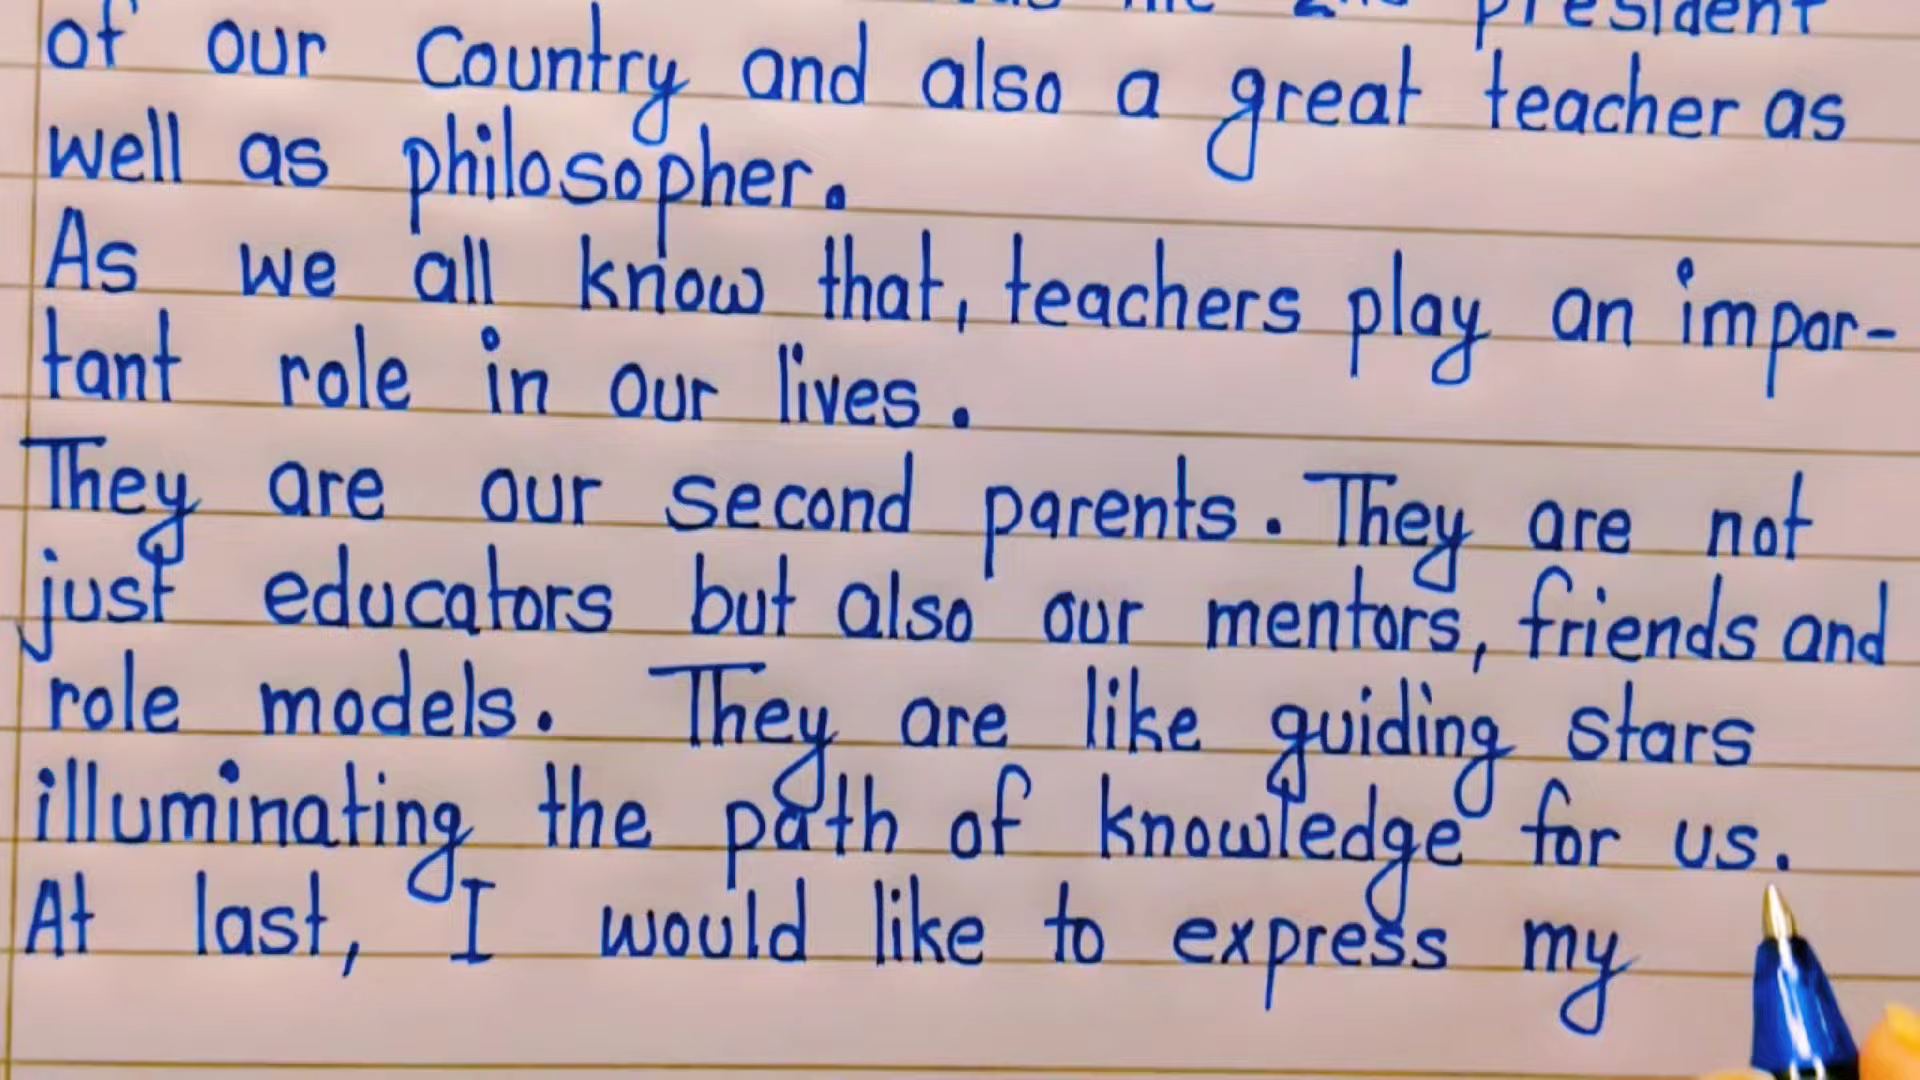 the 2nd president
of our Country and also a great teacher as
well as philosopher.
As we all know that, teachers play an impor-
tant role in our lives.
They are our second parents. They are not
just educators but also our mentors, friends and
role models. They are like guiding stars
illuminating the path of knowledge for us.
At last, I would like to express my